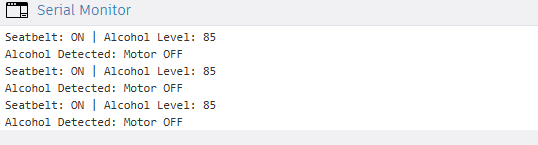 Serial Monitor
Seatbelt: ON | Alcohol Level: 85
Alcohol Detected: Motor OFF
Seatbelt: ON | Alcohol Level: 85
Alcohol Detected: Motor OFF
Seatbelt: ON | Alcohol Level: 85
Alcohol Detected: Motor OFF